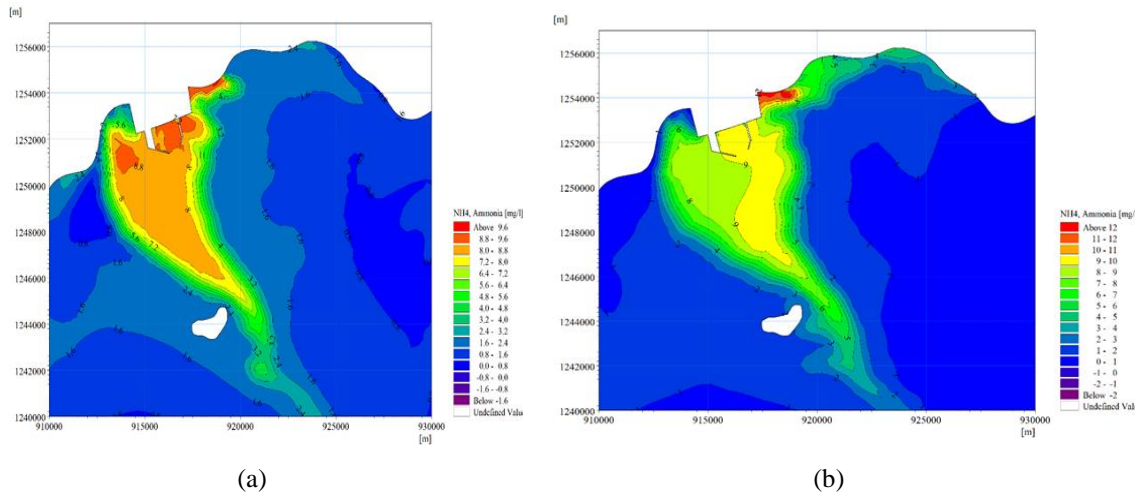 [m]
1256000
1254000
1252000
1250000
1248000
1246000
1244000
1242000
1240000
910000 915000 920000 925000 930000
[m]
NH4, Ammonia [mg/l]
Above 9.6
8.8 - 9.6
8.0 - 8.8
7.2 - 8.0
6.4 - 7.2
5.6 - 6.4
4.8 - 5.6
4.0 - 4.8
3.2 - 4.0
2.4 - 3.2
1.6 - 2.4
0.8 - 1.6
0.0 - 0.8
-0.8 - 0.0
-1.6 - -0.8
Below -1.6
Undefined Valu
(a)
[m]
1256000
1254000
1252000
1250000
1248000
1246000
1244000
1242000
1240000
910000 915000 920000 925000 930000
[m]
NH4, Ammonia [mg/
Above 12
11 - 12
10 - 11
9 - 10
8 - 9
7 - 8
6 - 7
5 - 6
4 - 5
3 - 4
2 - 3
1 - 2
0 - 1
-1 - 0
-2 - -1
Below -2
Undefined Valu
(b)